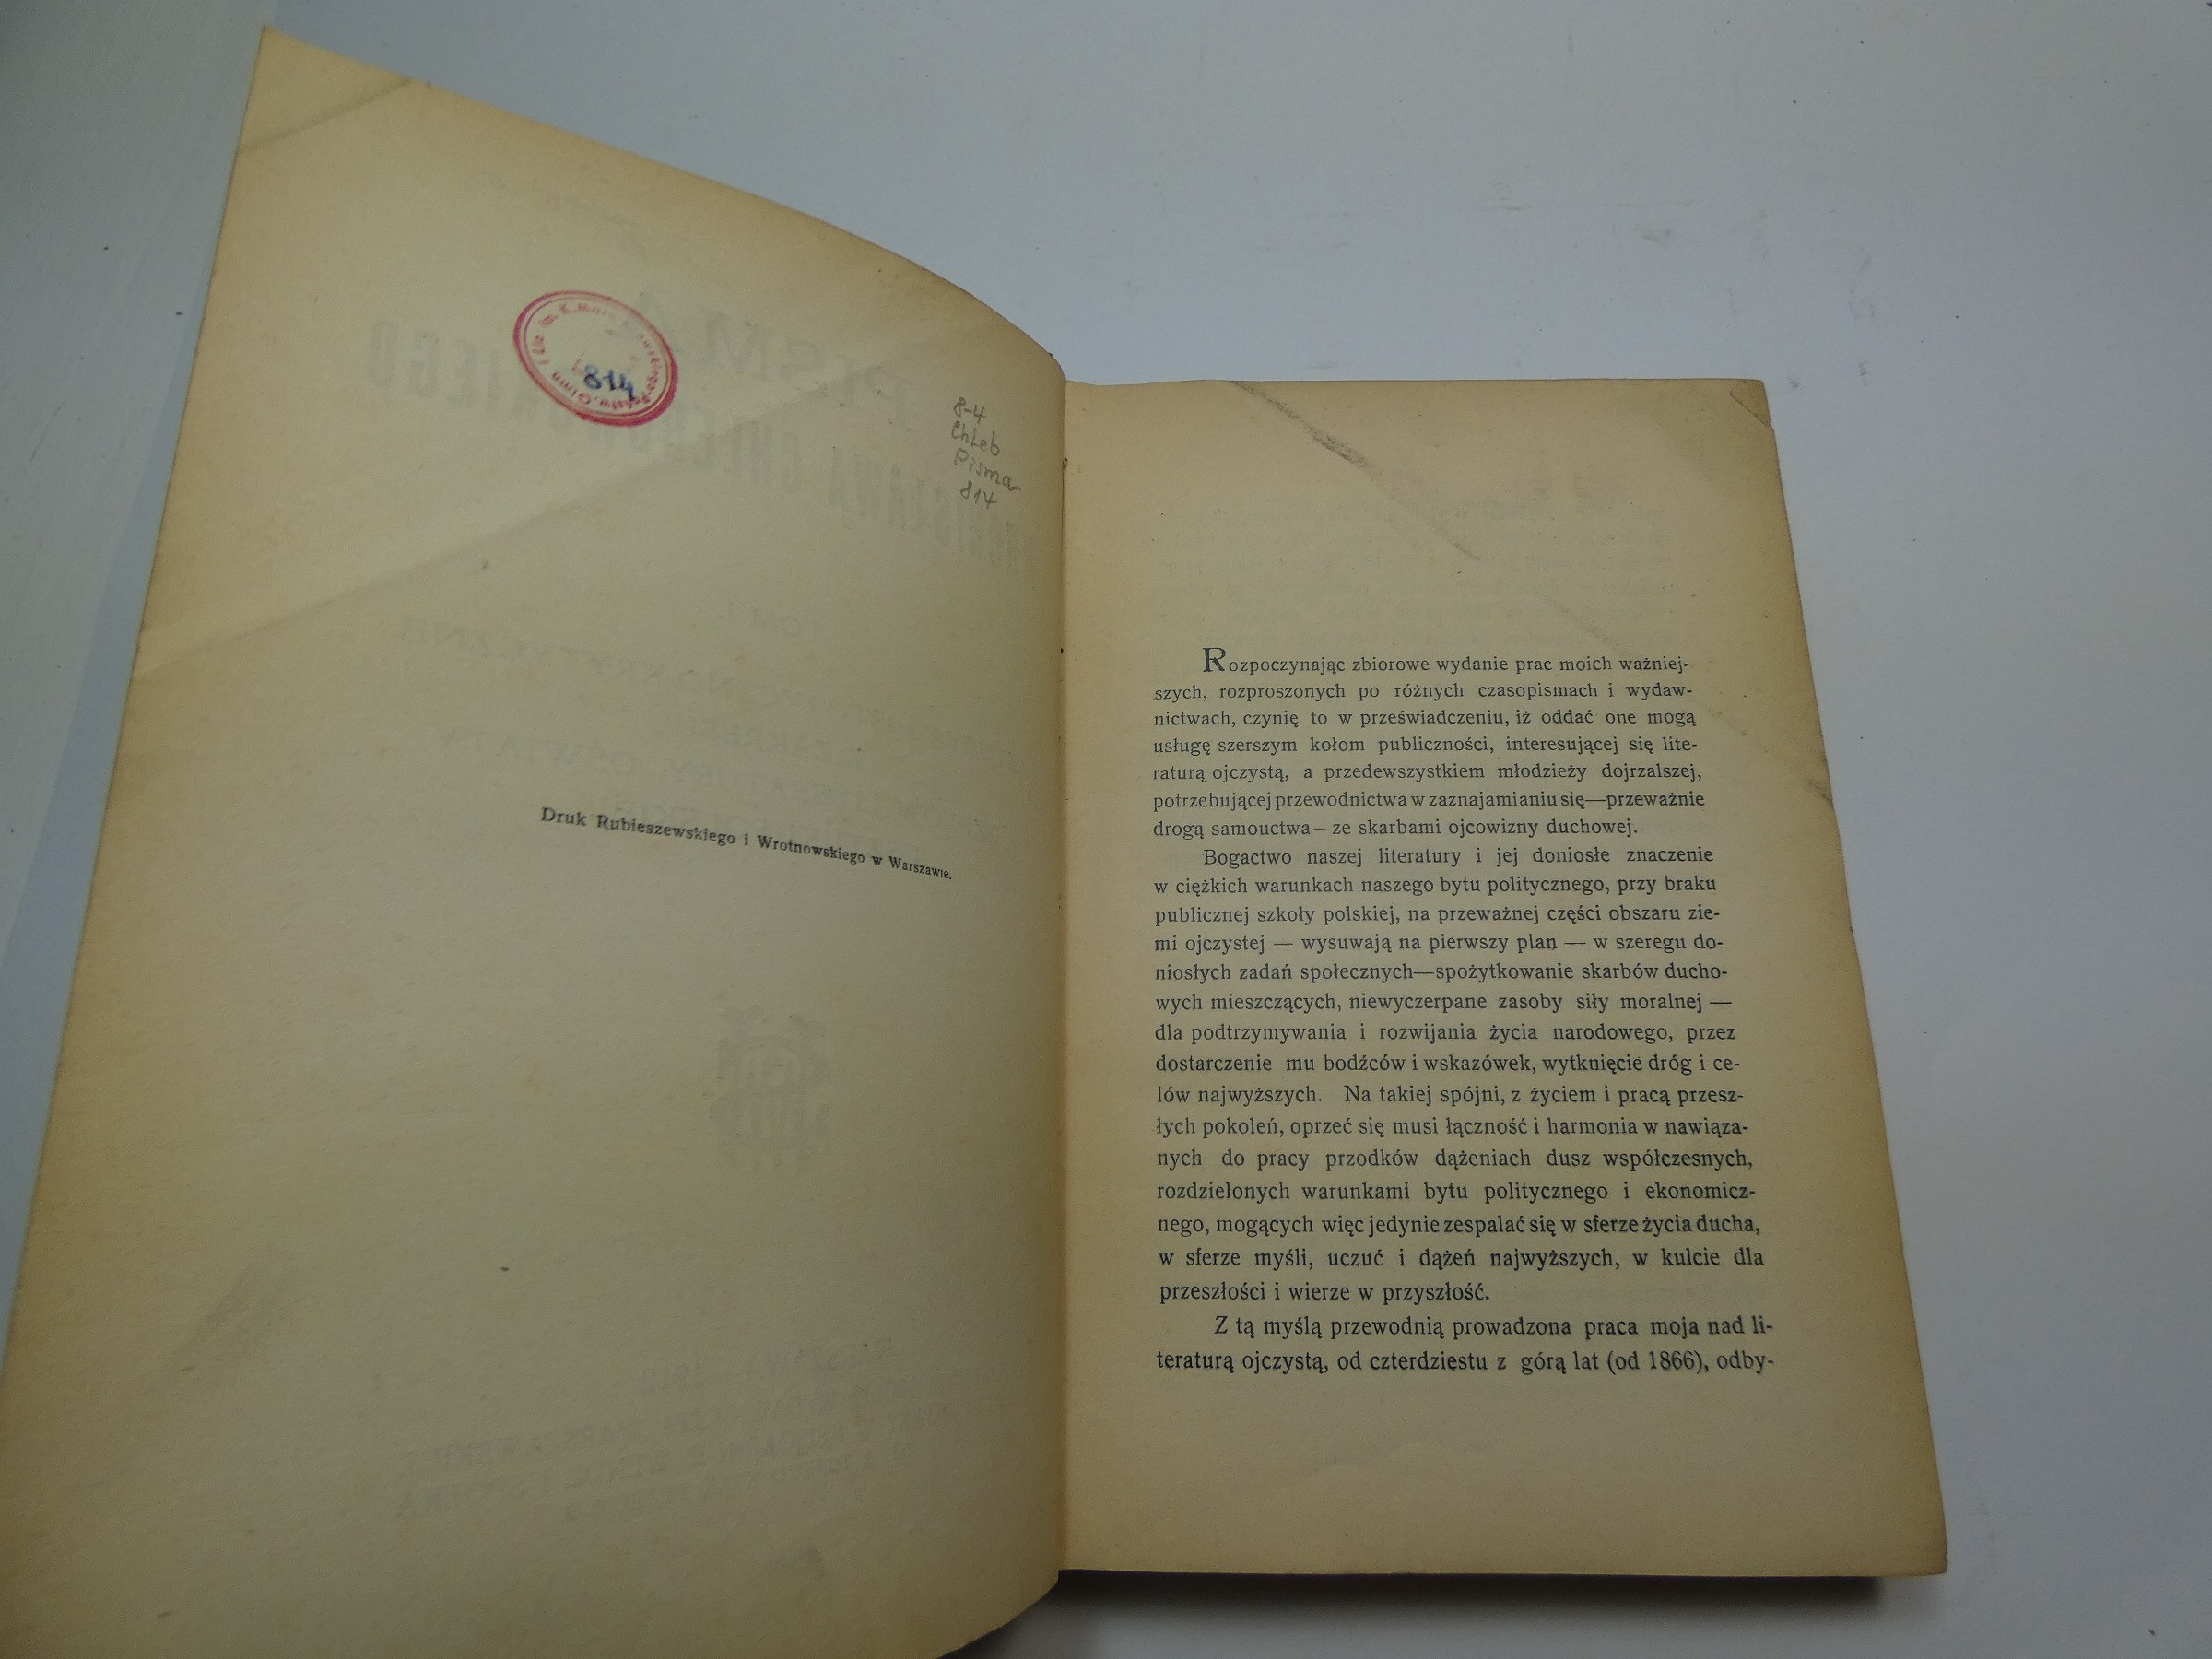 814
8-4
Chleb
Pisma
814
Druk Rubieszewskiego i Wrotnowskiego w Warszawie.
Rozpoczynając zbiorowe wydanie prac moich ważniej-
szych, rozproszonych po różnych czasopismach i wydaw-
nictwach, czynię to w przeświadczeniu, iż oddać one mogą
usługę szerszym kołom publiczności, interesującej się lite-
raturą ojczystą, a przedewszystkiem młodzieży dojrzalszej,
potrzebującej przewodnictwa w zaznajamianiu się—przeważnie
drogą samouctwa – ze skarbami ojcowizny duchowej.
Bogactwo naszej literatury i jej doniosłe znaczenie
w ciężkich warunkach naszego bytu politycznego, przy braku
publicznej szkoły polskiej, na przeważnej części obszaru zie-
mi ojczystej — wysuwają na pierwszy plan — w szeregu do-
niosłych zadań społecznych—spożytkowanie skarbów ducho-
wych mieszczących, niewyczerpane zasoby siły moralnej —
dla podtrzymywania i rozwijania życia narodowego, przez
dostarczenie mu bodźców i wskazówek, wytknięcie dróg i ce-
lów najwyższych. Na takiej spójni, z życiem i pracą przesz-
łych pokoleń, oprzeć się musi łączność i harmonia w nawiąza-
nych do pracy przodków dążeniach dusz współczesnych,
rozdzielonych warunkami bytu politycznego i ekonomicz-
nego, mogących więc jedynie zespalać się w sferze życia ducha,
w sferze myśli, uczuć i dążeń najwyższych, w kulcie dla
przeszłości i wierze w przyszłość.
Z tą myślą przewodnią prowadzona praca moja nad li-
teraturą ojczystą, od czterdziestu z górą lat (od 1866), odby-